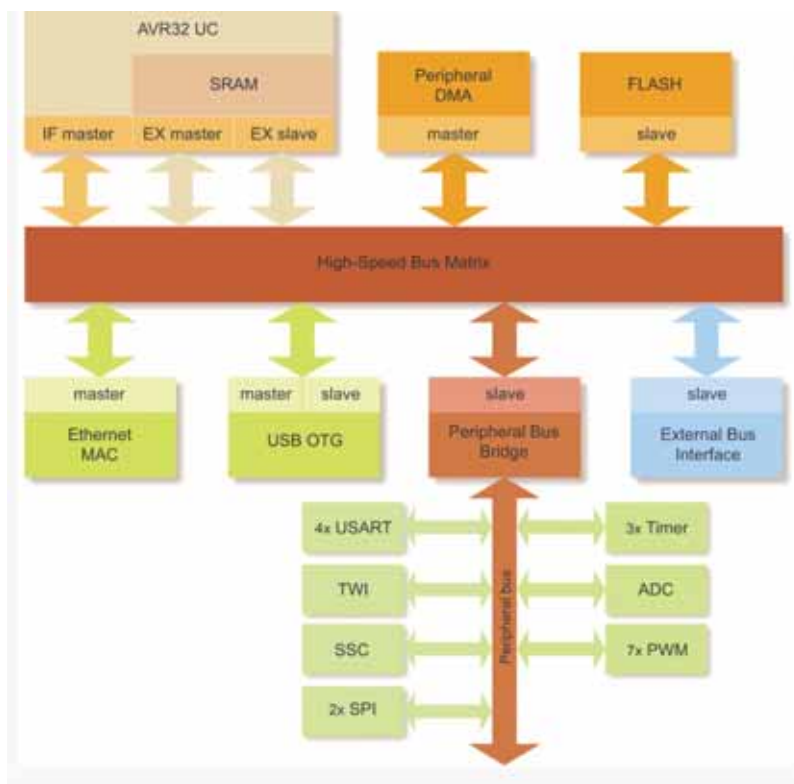 AVR32 UC
SRAM
IF master
EX master
EX slave
Peripheral
DMA
master
FLASH
slave
High-Speed Bus Matrix
master
Ethernet
MAC
master
slave
USB OTG
slave
Peripheral Bus
Bridge
slave
External Bus
Interface
4x USART
3x Timer
TWI
ADC
SSC
7x PWM
2x SPI
Peripheral bus